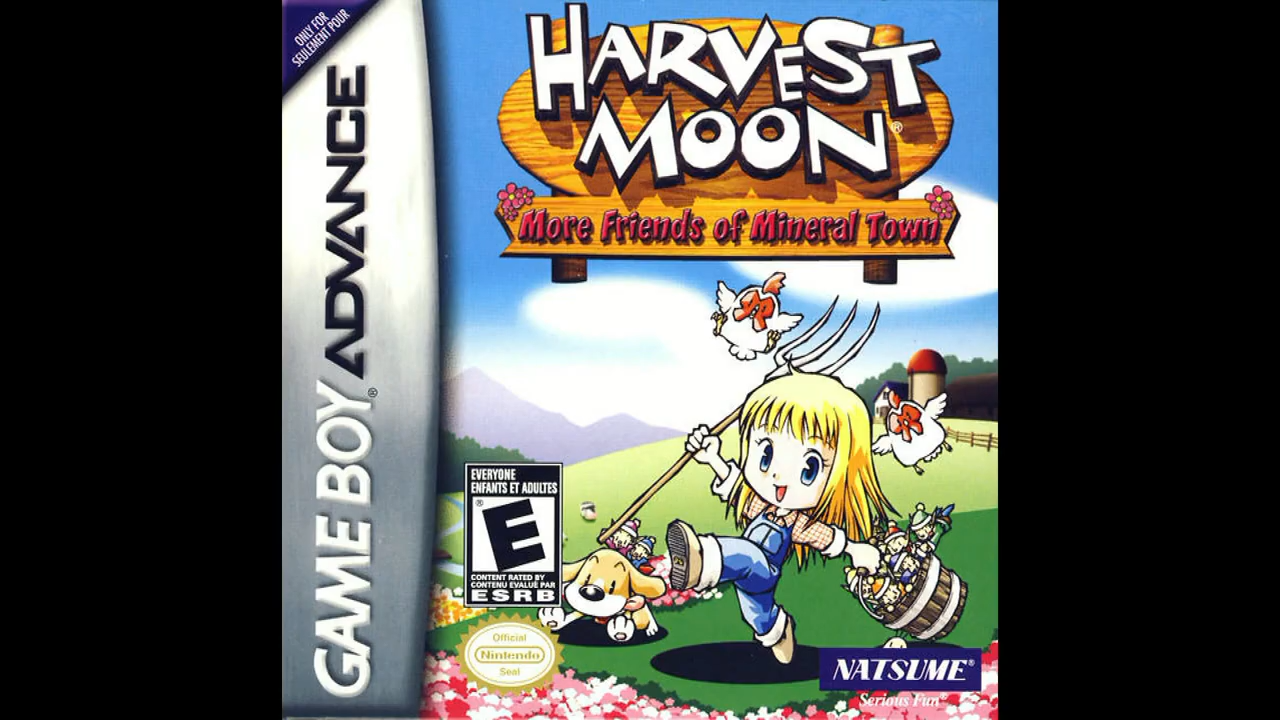 ONLY FOR
SEULEMENT POUR
GAME BOY ADVANCE®
HARVEST
MOON®
More Friends of Mineral Town
EVERYONE
ENFANTS ET ADULTES
® E
CONTENT RATED BY
CONTENU ÉVALUÉ PAR
ESRB
Official
Nintendo
Seal
NATSUME®
Serious Fun®